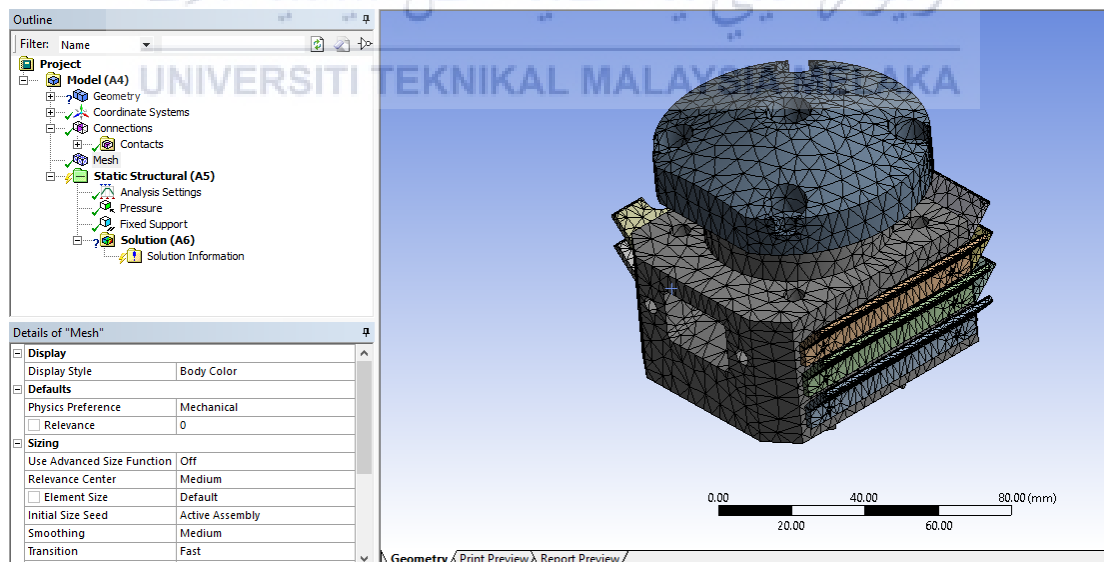 Outline
Filter: Name
Project
Model (A4)
Geometry
Coordinate Systems
Connections
Contacts
Mesh
Static Structural (A5)
Analysis Settings
Pressure
Fixed Support
Solution (A6)
Solution Information
UNIVERSITI TEKNIKAL MALAYSIA MELAKA
Details of "Mesh"
Display
Display Style Body Color
Defaults
Physics Preference Mechanical
Relevance 0
Sizing
Use Advanced Size Function Off
Relevance Center Medium
Element Size Default
Initial Size Seed Active Assembly
Smoothing Medium
Transition Fast
0.00 40.00 80.00 (mm)
20.00 60.00
Geometry Print Preview Report Preview